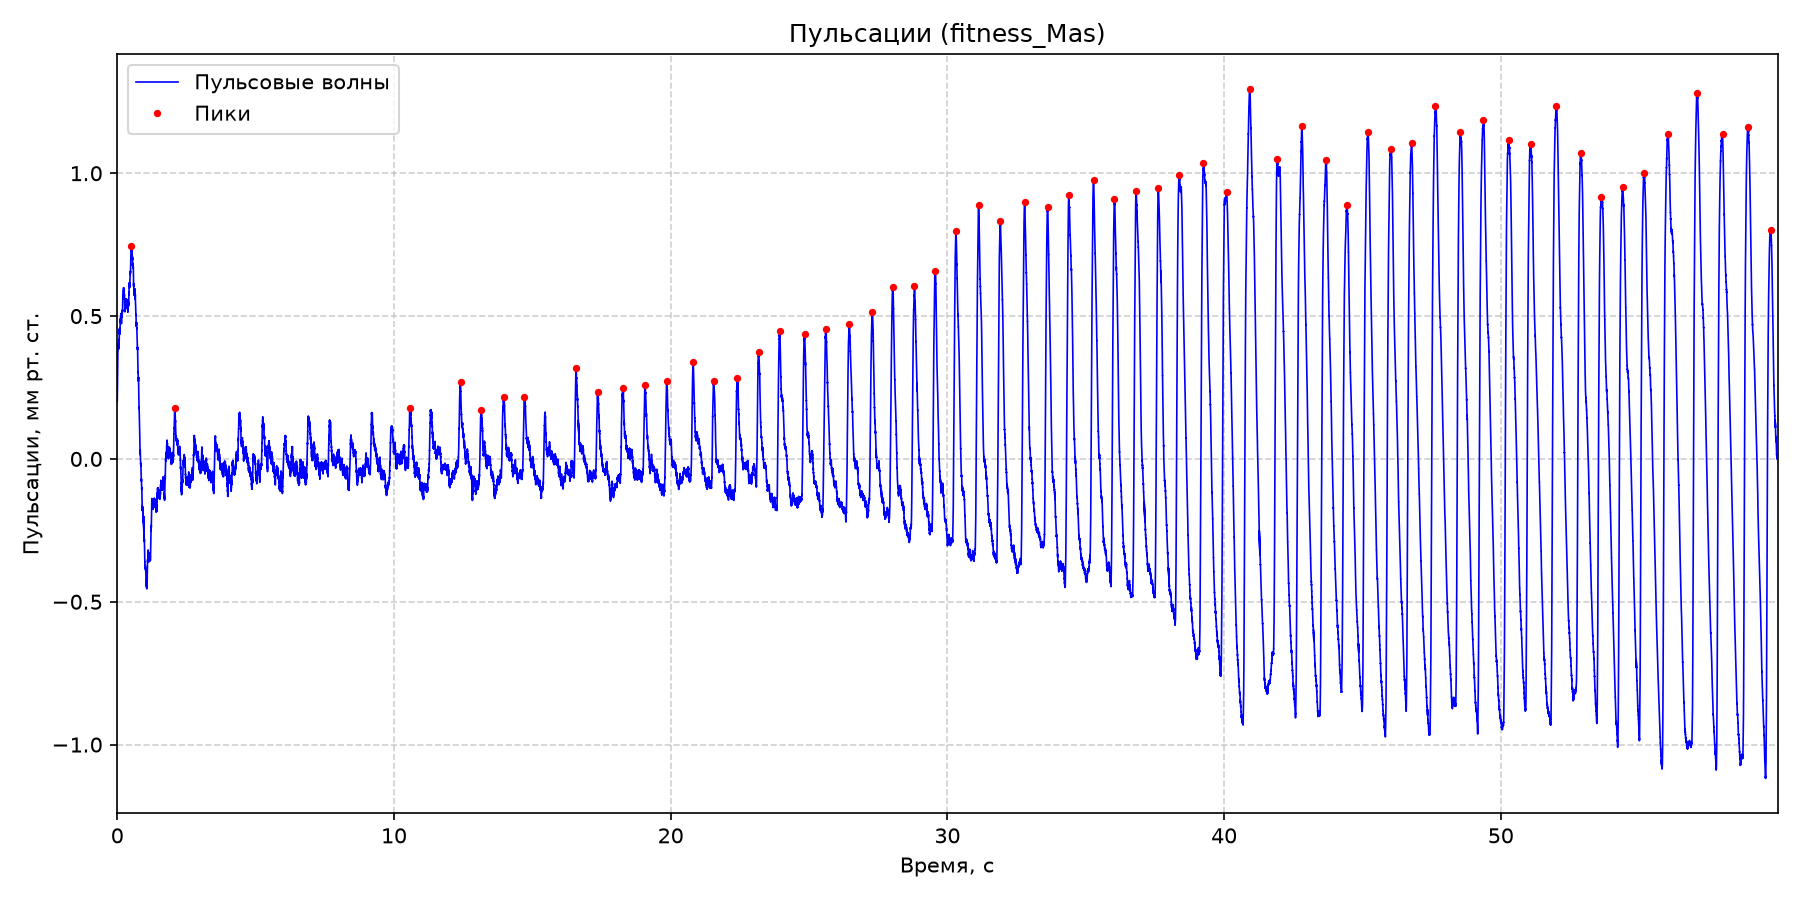 Пульсации (fitness_Mas)
Пульсовые волны
Пики
Пульсации, мм рт. ст.
1.0
0.5
0.0
−0.5
−1.0
0 10 20 30 40 50
Время, с